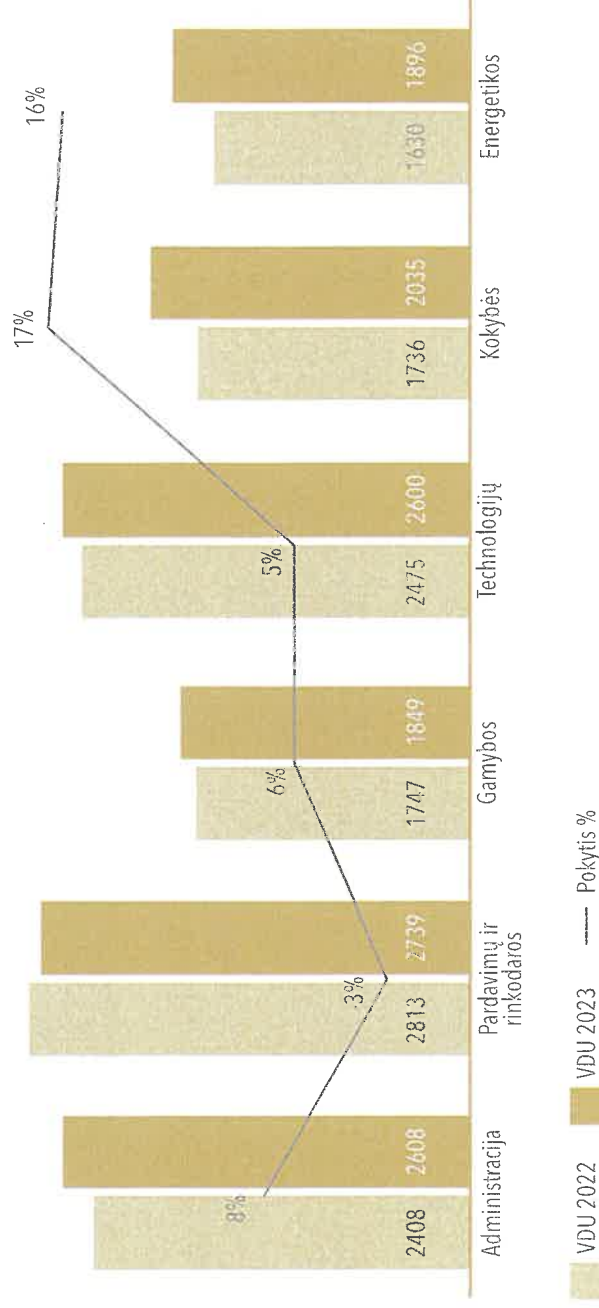 8%
-3%
6%
5%
17%
16%
2408
2608
2813
2739
1747
1849
2475
2600
1736
2035
1630
1896
Administracija
Pardavimų ir
rinkodaros
Gamybos
Technologijų
Kokybės
Energetikos
VDU 2022
VDU 2023
Pokytis %